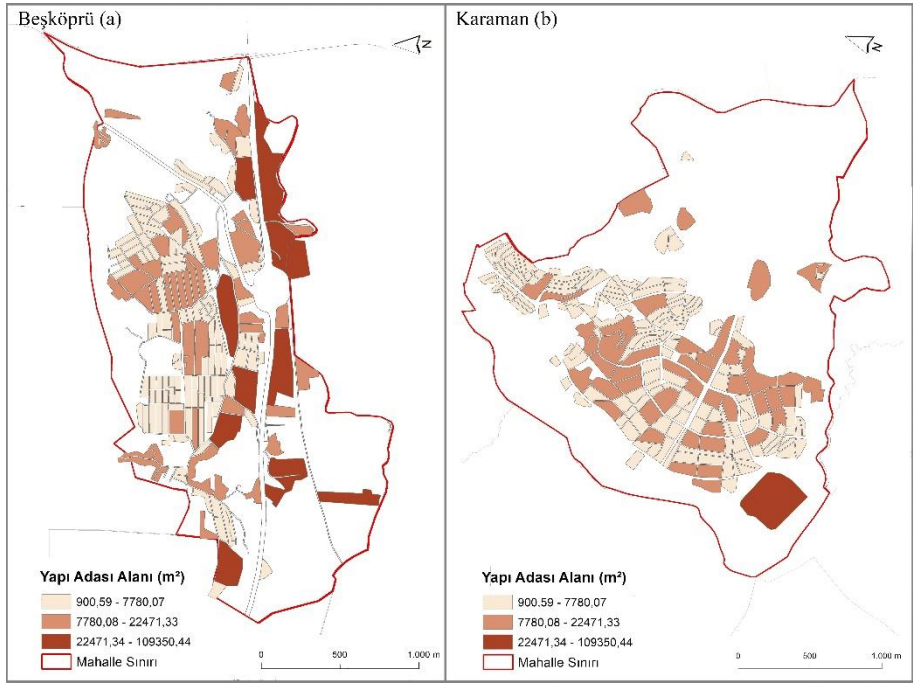 Beşköprü (a)
N
Yapı Adası Alanı (m²)
900,59 - 7780,07
7780,08 - 22471,33
22471,34 - 109350,44
Mahalle Sınırı
0 500 1.000 m
Karaman (b)
N
Yapı Adası Alanı (m²)
900,59 - 7780,07
7780,08 - 22471,33
22471,34 - 109350,44
Mahalle Sınırı
0 500 1.000 m